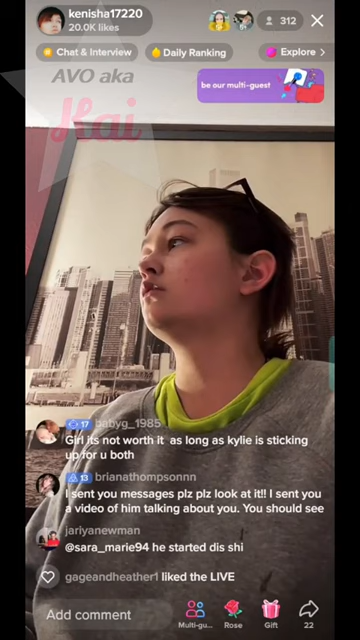 kenisha17220
20.0K likes
312
Chat & Interview
Daily Ranking
Explore >
AVO aka
Hai
be our multi-guest
17 babyg_1985
Girl its not worth it as long as kylie is sticking
up for u both
13 brianathompsonnn
I sent you messages plz plz look at it!! I sent you
a video of him talking about you. You should see
jariyanewman
@sara_marie94 he started dis shi
gageandheather1 liked the LIVE
Add comment
Multi-gu...
Rose
Gift
22